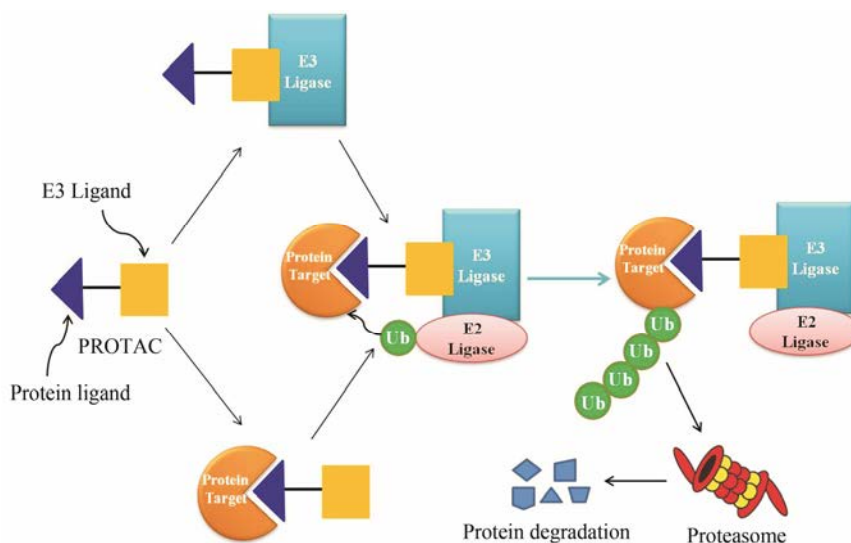 E3
Ligase
E3 Ligand
PROTAC
Protein ligand
Protein
Target
E3
Ligase
Ub
E2
Ligase
Protein
Target
E3
Ligase
E2
Ligase
Ub
Ub
Ub
Ub
Protein
Target
Protein degradation
Proteasome